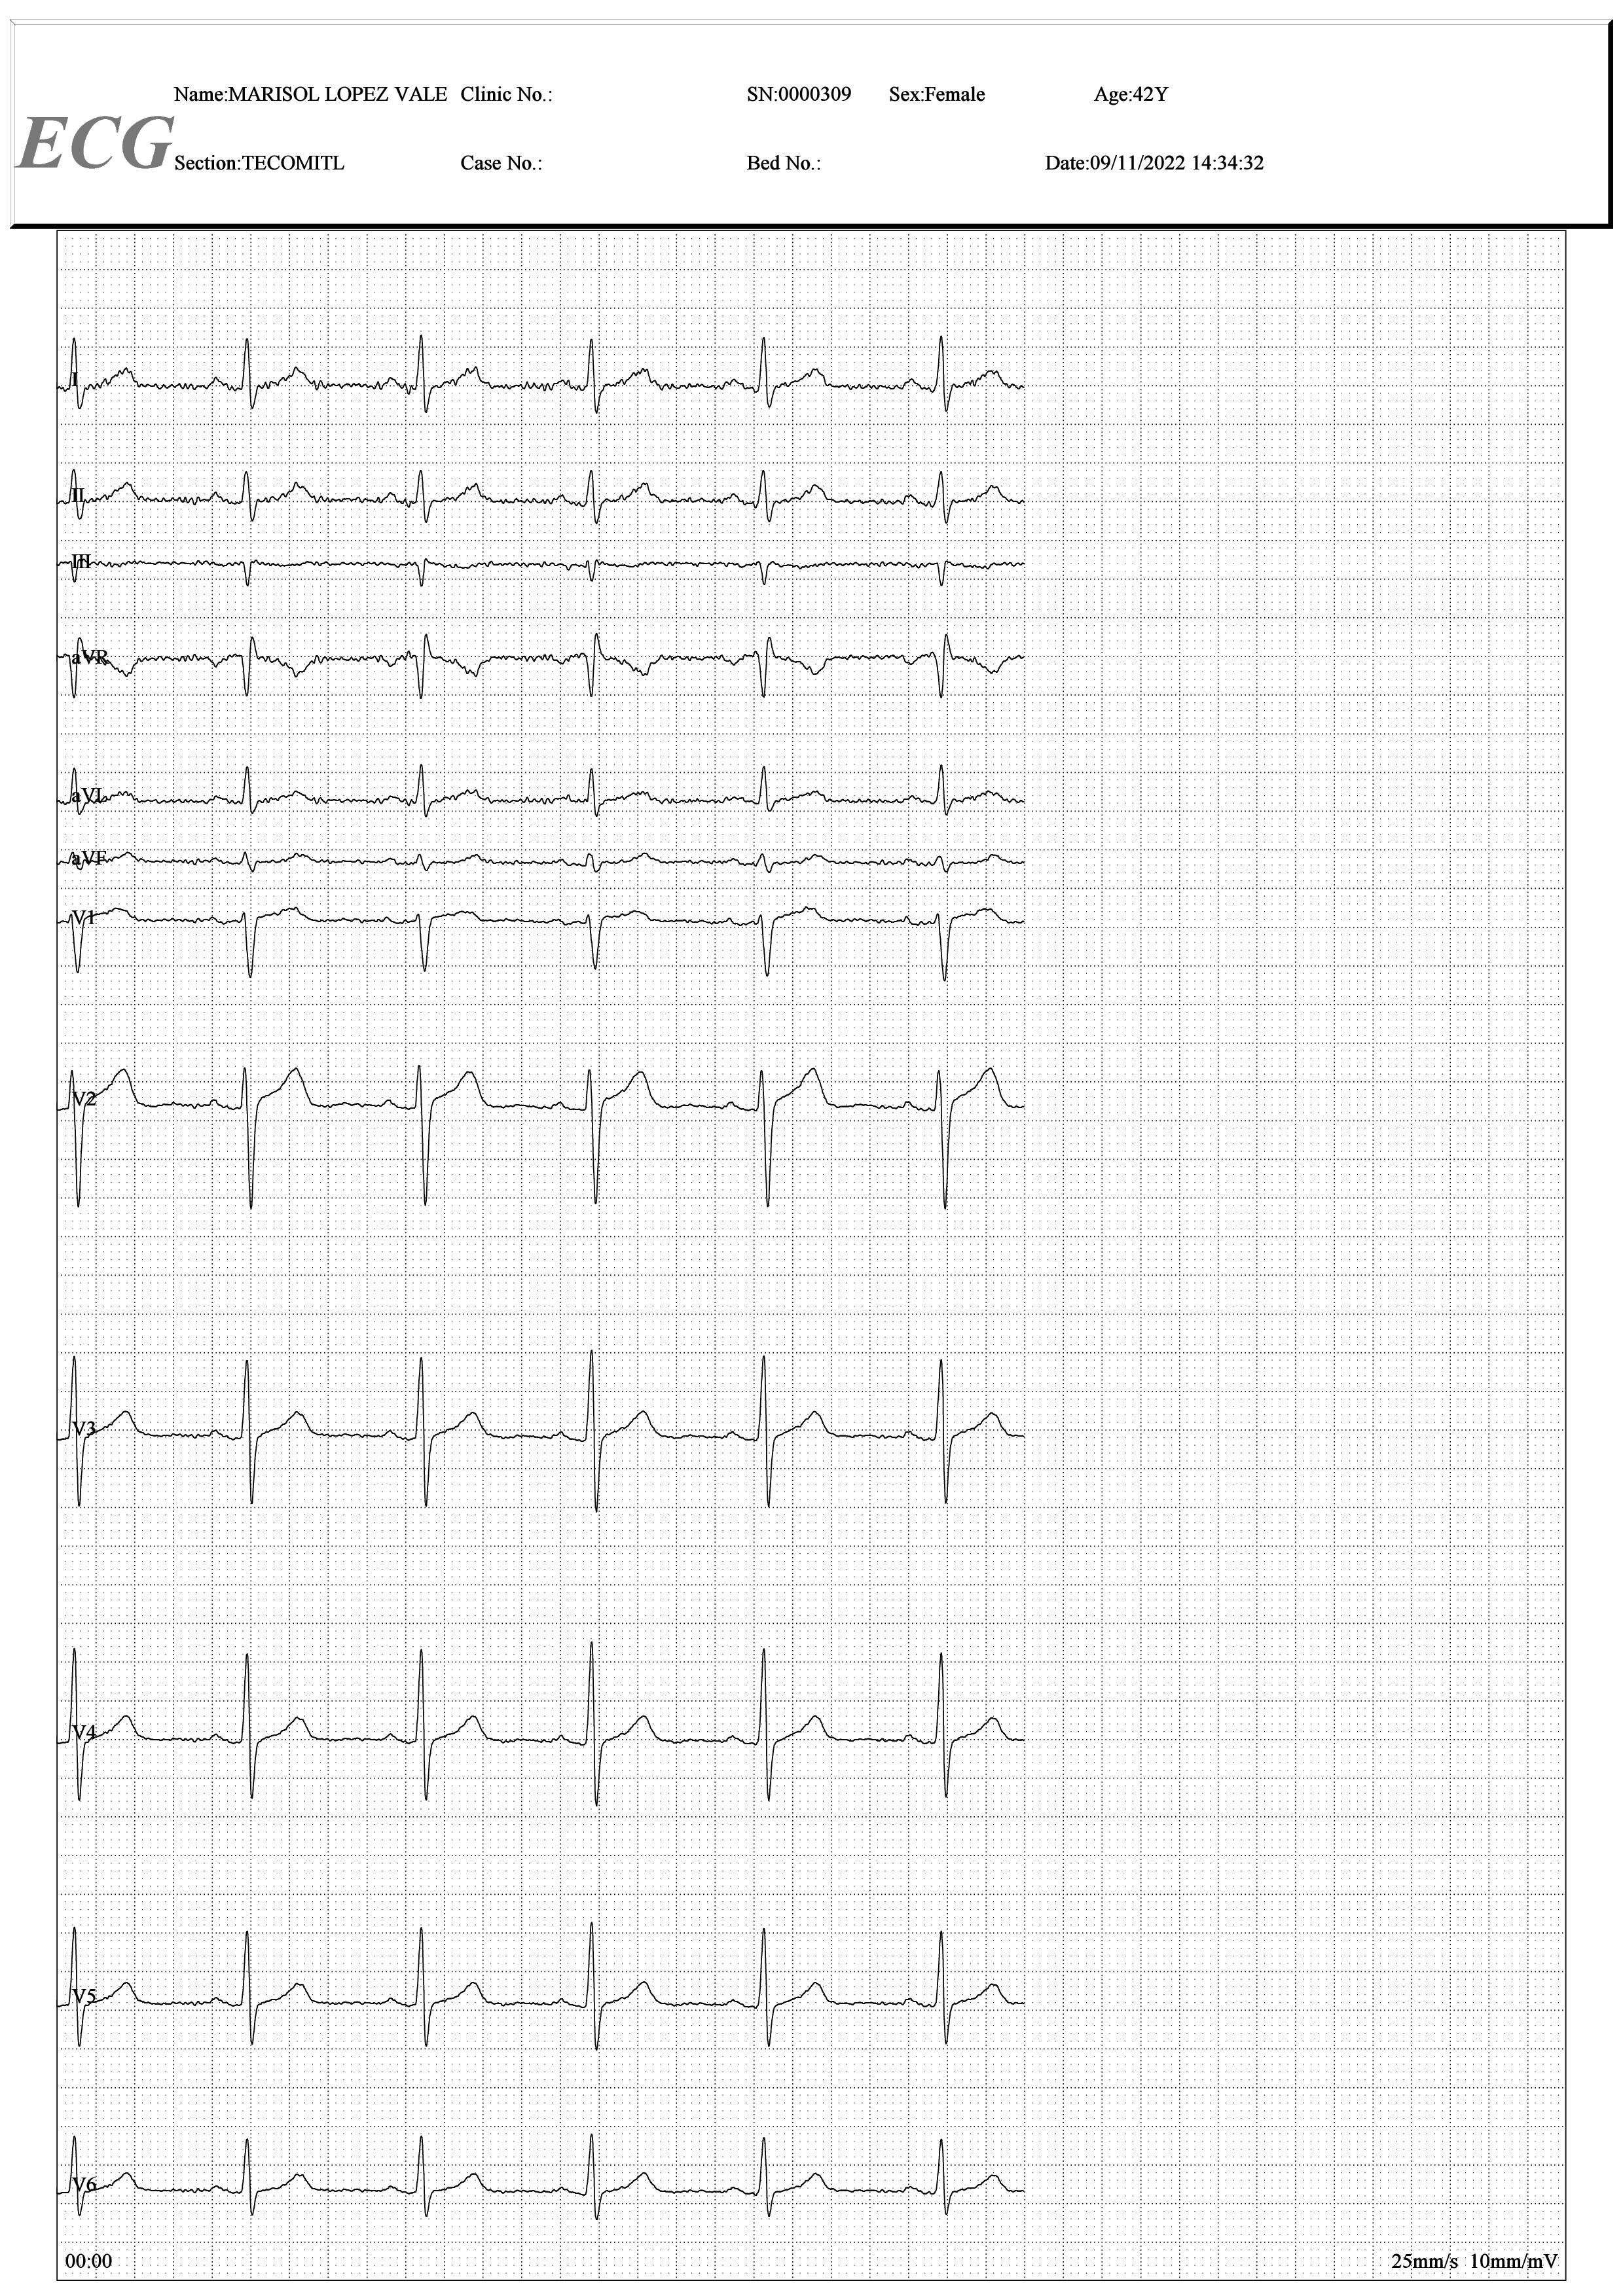 ECG
Name:MARISOL LOPEZ VALE Clinic No.: SN:0000309 Sex:Female Age:42Y
Section:TECOMITL Case No.: Bed No.: Date:09/11/2022 14:34:32
I
II
III
aVR
aVL
aVF
V1
V2
V3
V4
V5
V6
00:00 25mm/s 10mm/mV